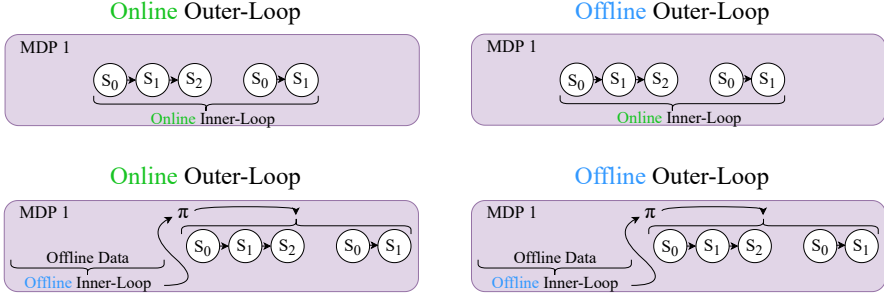 Online Outer-Loop
MDP 1
S0 S1 S2 S0 S1
Online Inner-Loop
Offline Outer-Loop
MDP 1
S0 S1 S2 S0 S1
Online Inner-Loop
Online Outer-Loop
MDP 1
π
S0 S1 S2 S0 S1
Offline Data
Offline Inner-Loop
Offline Outer-Loop
MDP 1
π
S0 S1 S2 S0 S1
Offline Data
Offline Inner-Loop